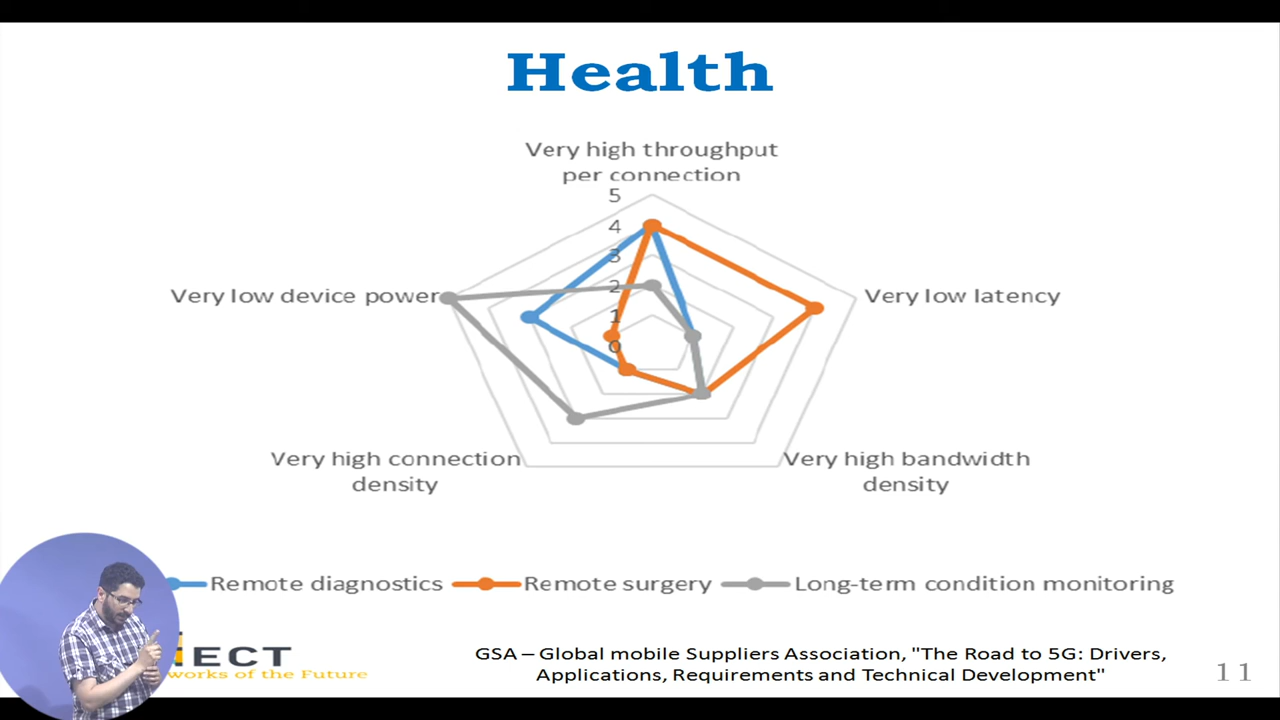 Health
Very high throughput
per connection
5
4
3
2
1
0
Very low device power
Very low latency
Very high connection
density
Very high bandwidth
density
Remote diagnostics
Remote surgery
Long-term condition monitoring
GSA – Global mobile Suppliers Association, "The Road to 5G: Drivers,
Applications, Requirements and Technical Development"
of the Future
11